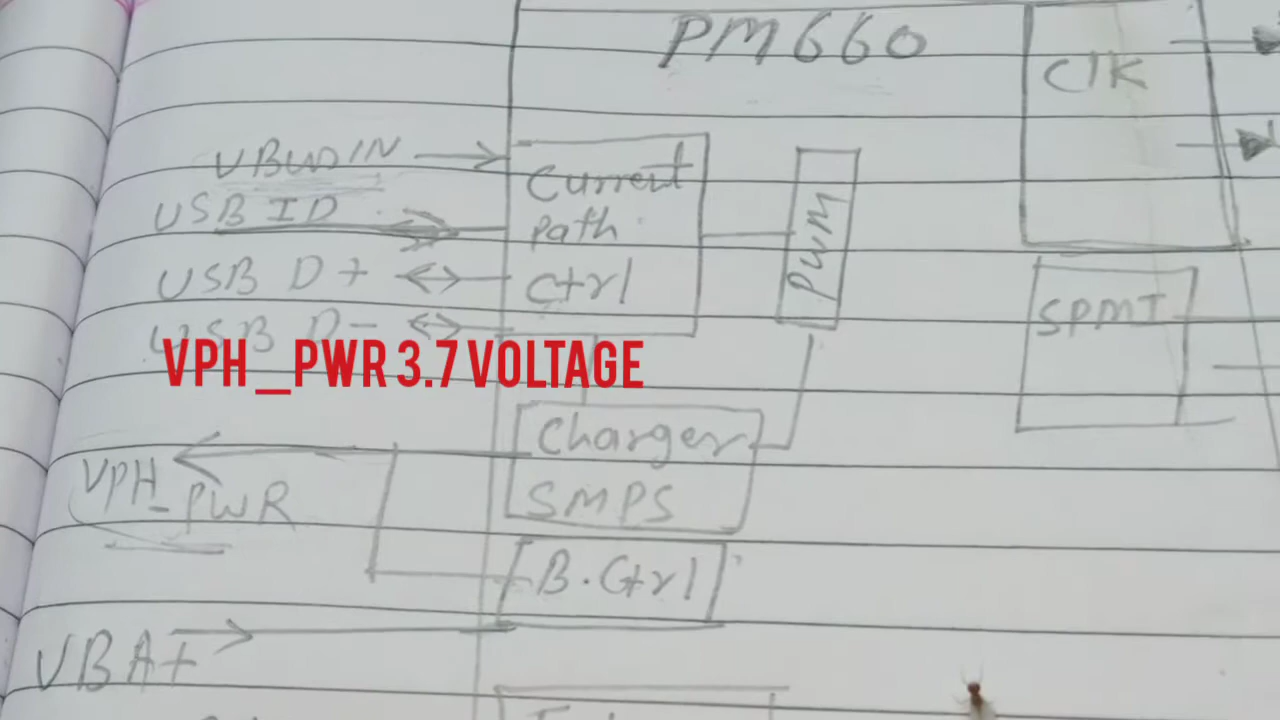 PM660
Clk
VBUSIN
Current
Path
Ctrl
USB ID
USB D+
USB D-
PWM
SPMI
VPH_PWR 3.7 VOLTAGE
Charger
SMPS
VPH_PWR
B.Ctrl
VBAT